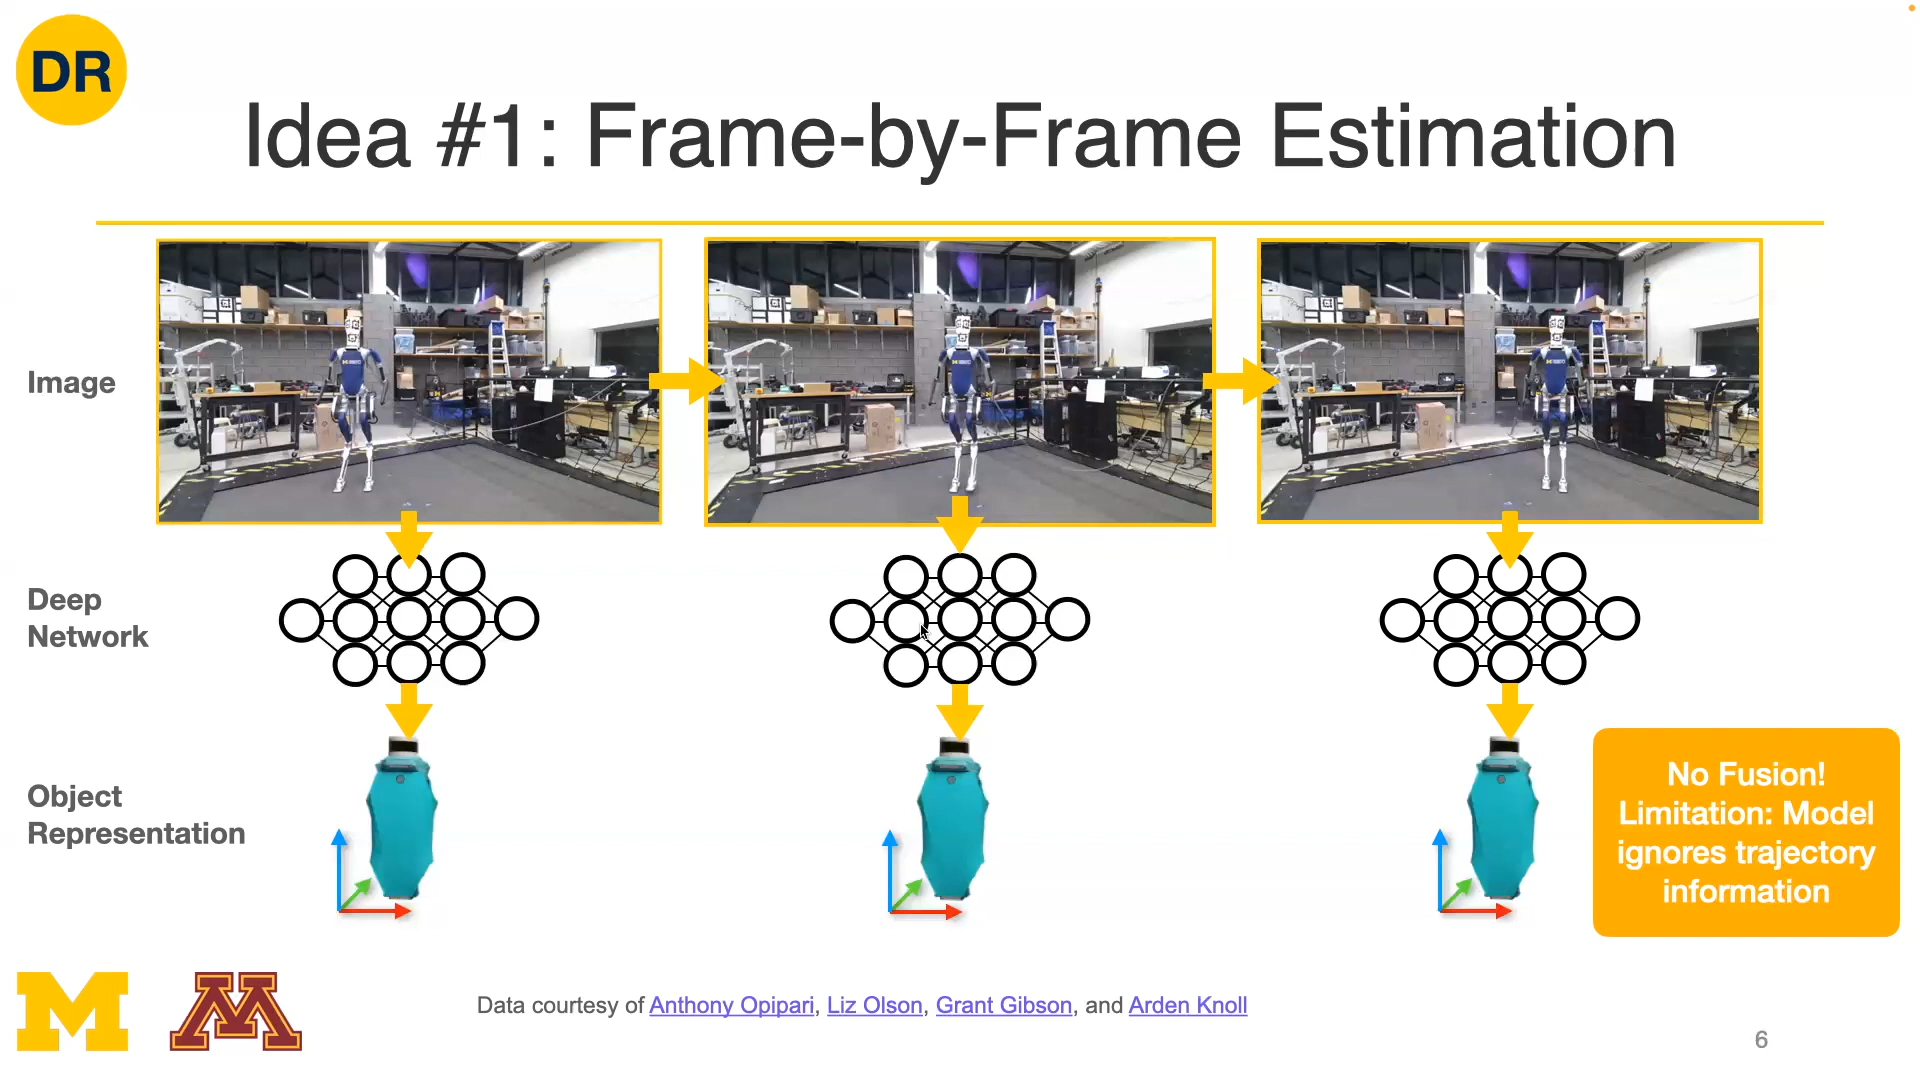 DR
Idea #1: Frame-by-Frame Estimation
Image
Deep
Network
Object
Representation
No Fusion!
Limitation: Model
ignores trajectory
information
M
M
Data courtesy of Anthony Opipari, Liz Olson, Grant Gibson, and Arden Knoll
6